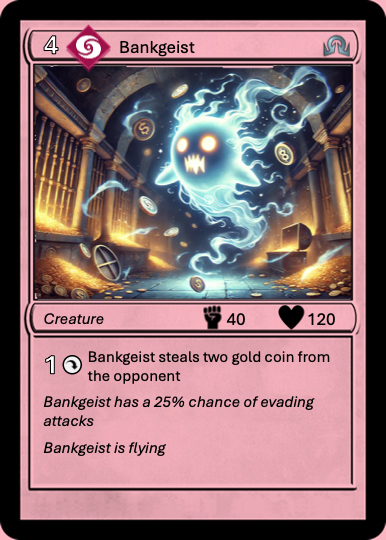 4 Bankgeist
Creature 40 120
1 Bankgeist steals two gold coin from
the opponent
Bankgeist has a 25% chance of evading
attacks
Bankgeist is flying